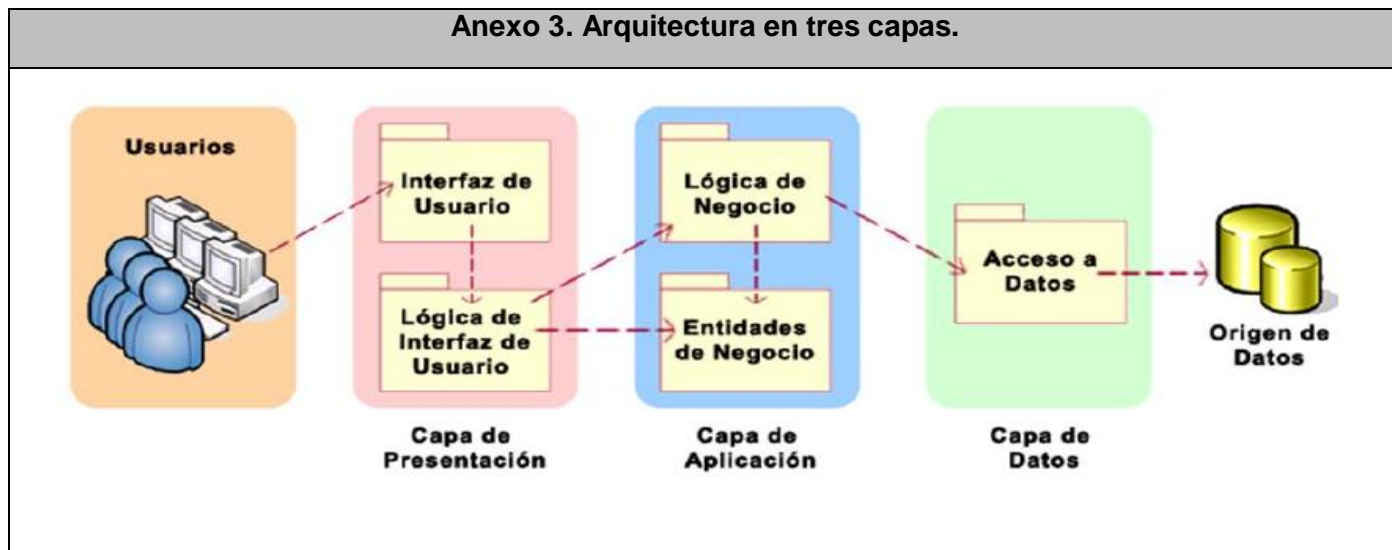 Anexo 3. Arquitectura en tres capas.
Usuarios
Interfaz de
Usuario
Lógica de
Interfaz de
Usuario
Capa de
Presentación
Lógica de
Negocio
Entidades
de Negocio
Capa de
Aplicación
Acceso a
Datos
Capa de
Datos
Origen de
Datos